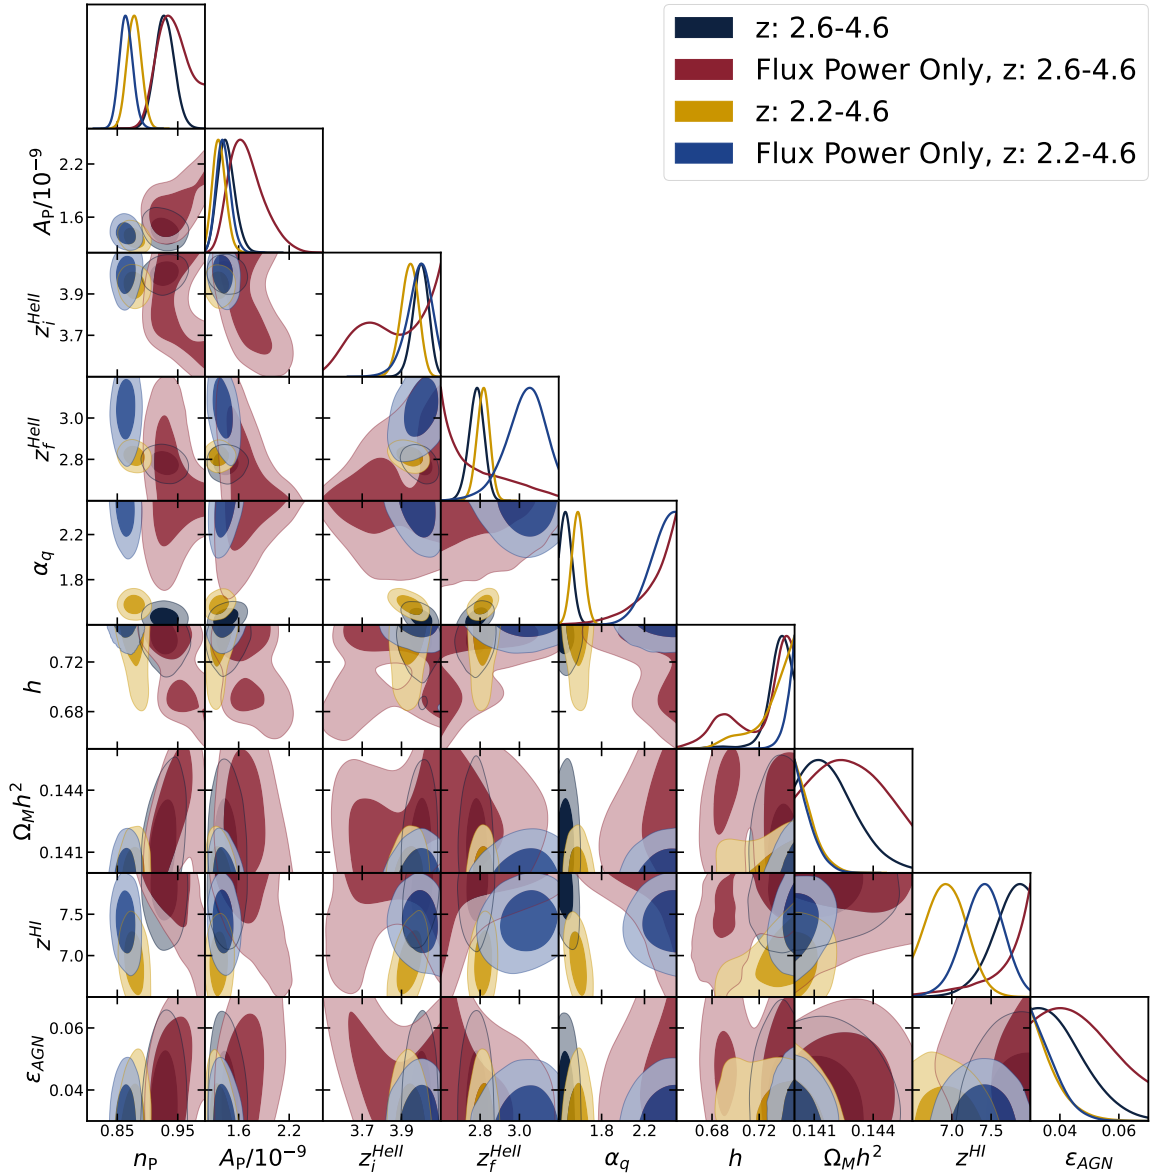 z: 2.6-4.6
Flux Power Only, z: 2.6-4.6
z: 2.2-4.6
Flux Power Only, z: 2.2-4.6
A_P/10^{-9}
2.2
1.6
z_i^{HeII}
3.9
3.7
z_f^{HeII}
3.0
2.8
α_q
2.2
1.8
h
0.72
0.68
Ω_M h^2
0.144
0.141
z^{HI}
7.5
7.0
ε_{AGN}
0.06
0.04
0.85 0.95 1.6 2.2 3.7 3.9 2.8 3.0 1.8 2.2 0.68 0.72 0.141 0.144 7.0 7.5 0.04 0.06
n_P A_P/10^{-9} z_i^{HeII} z_f^{HeII} α_q h Ω_M h^2 z^{HI} ε_{AGN}